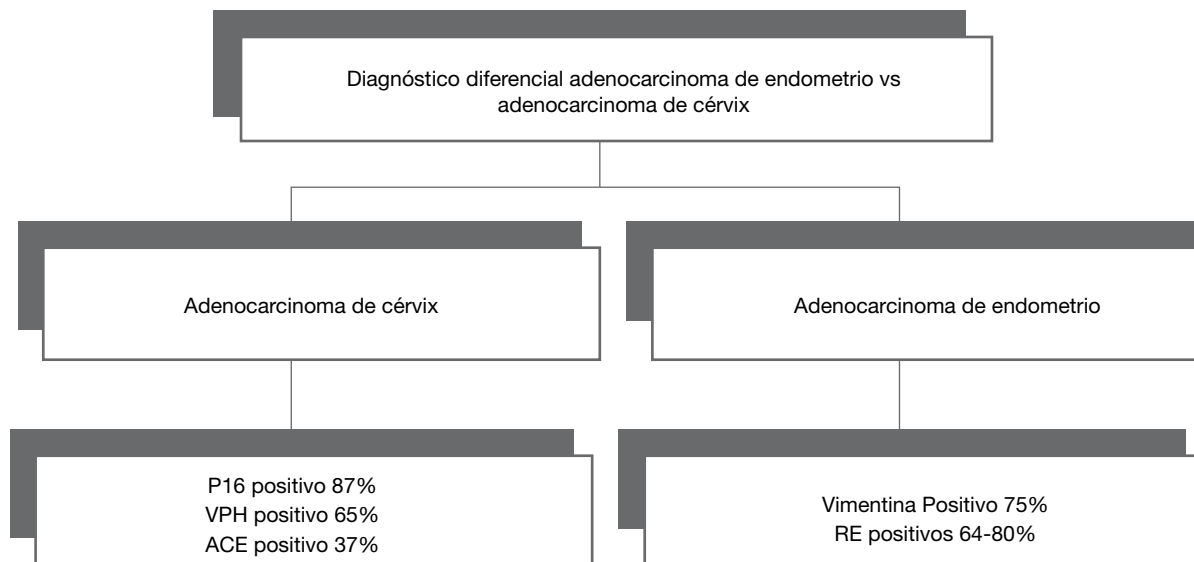 Diagnóstico diferencial adenocarcinoma de endometrio vs
adenocarcinoma de cérvix
Adenocarcinoma de cérvix
Adenocarcinoma de endometrio
P16 positivo 87%
VPH positivo 65%
ACE positivo 37%
Vimentina Positivo 75%
RE positivos 64-80%